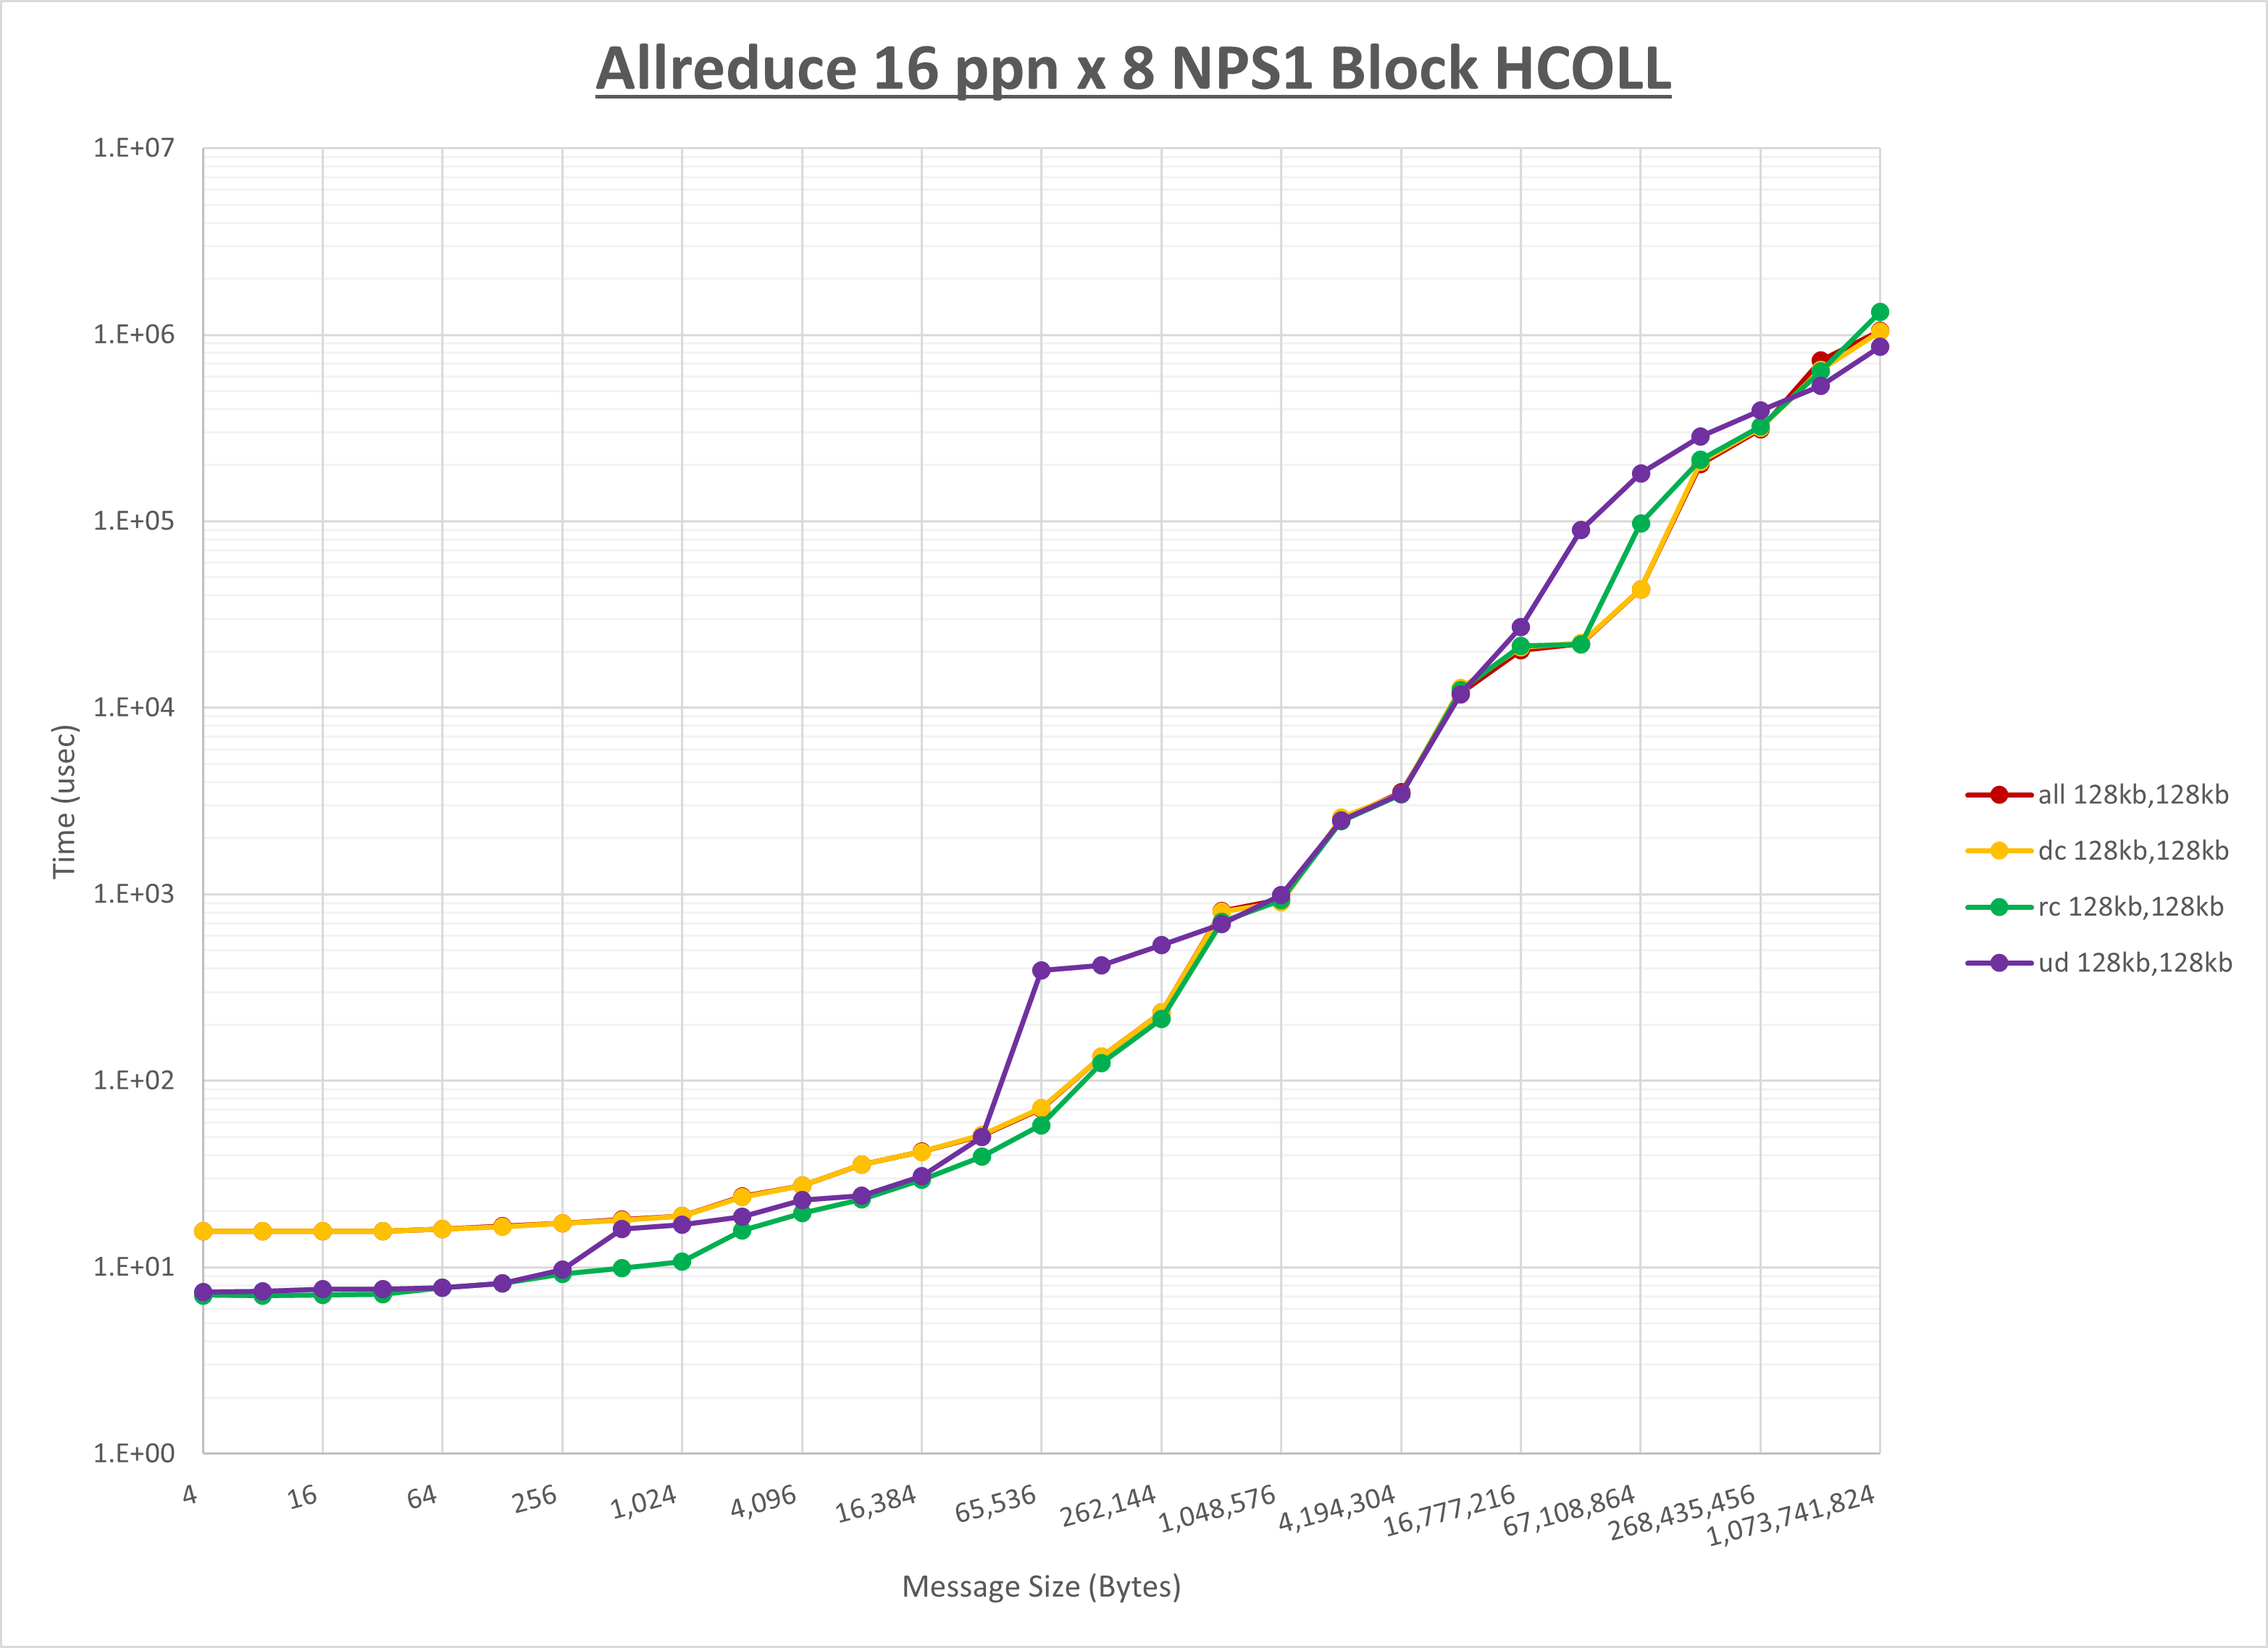 Allreduce 16 ppn x 8 NPS1 Block HCOLL
1.E+07
1.E+06
1.E+05
1.E+04
1.E+03
1.E+02
1.E+01
1.E+00
Time (usec)
4
16
64
256
1,024
4,096
16,384
65,536
262,144
1,048,576
4,194,304
16,777,216
67,108,864
268,435,456
1,073,741,824
Message Size (Bytes)
all 128kb,128kb
dc 128kb,128kb
rc 128kb,128kb
ud 128kb,128kb